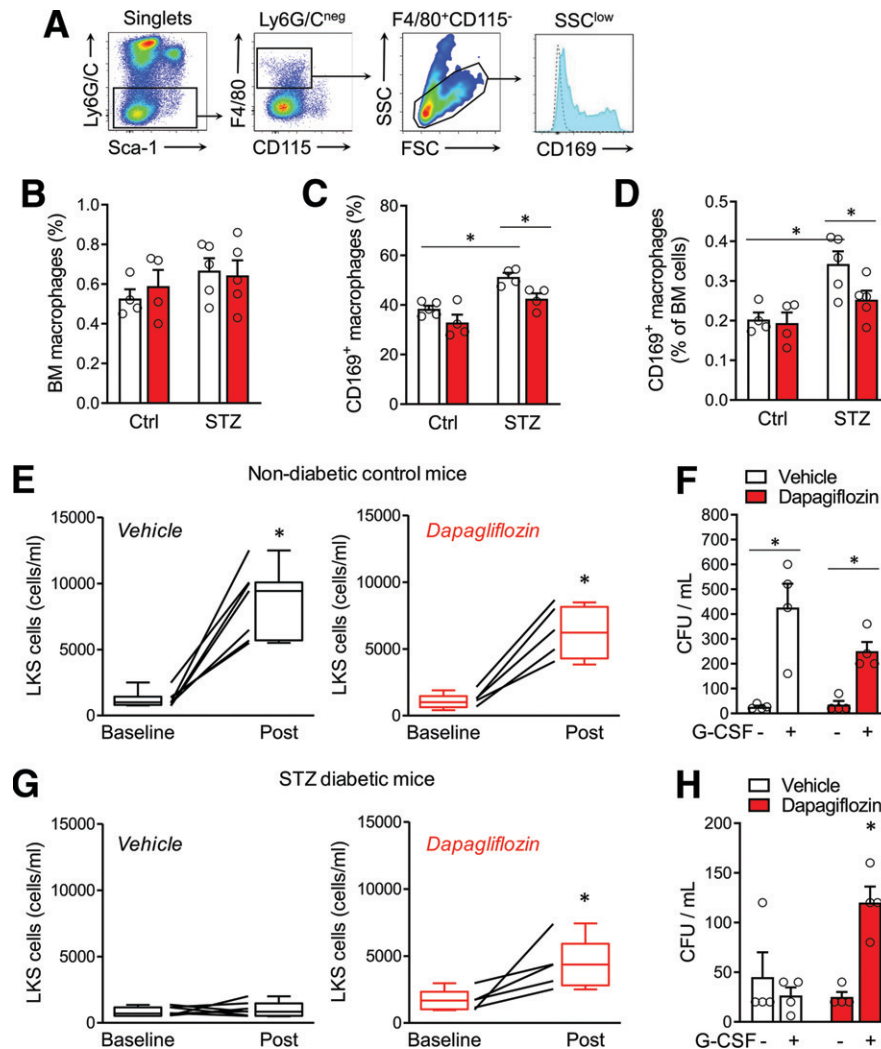 A
Singlets
Ly6G/Cneg
F4/80+CD115-
SSClow
Ly6G/C
Sca-1
F4/80
CD115
SSC
FSC
CD169
B
BM macrophages (%)
1.0
0.8
0.6
0.4
0.2
0.0
Ctrl STZ
C
CD169+ macrophages (%)
80
60
40
20
0
* *
Ctrl STZ
D
CD169+ macrophages
(% of BM cells)
0.5
0.4
0.3
0.2
0.1
0.0
* *
Ctrl STZ
E
Non-diabetic control mice
LKS cells (cells/ml)
15000
10000
5000
0
Vehicle
*
Baseline Post
LKS cells (cells/ml)
15000
10000
5000
0
Dapagliflozin
*
Baseline Post
F
Vehicle
Dapagiflozin
CFU / mL
800
700
600
500
400
300
200
100
0
* *
G-CSF - + - +
G
STZ diabetic mice
LKS cells (cells/ml)
15000
10000
5000
0
Vehicle
Baseline Post
LKS cells (cells/ml)
15000
10000
5000
0
Dapagliflozin
*
Baseline Post
H
Vehicle
Dapagiflozin
CFU / mL
200
150
100
50
0
*
G-CSF - + - +